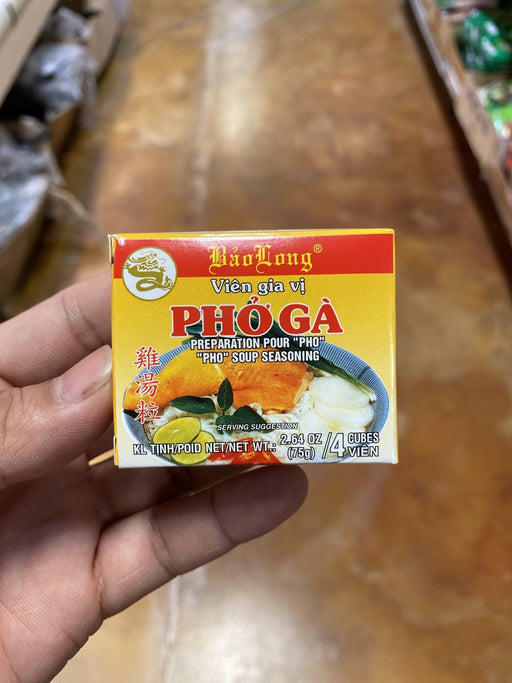 BảoLong®
Viên gia vị
PHỞ GÀ
PREPARATION POUR "PHO"
"PHO" SOUP SEASONING
雞湯粒
SERVING SUGGESTION
KL TỊNH/POID NET/NET WT.: 2.64 OZ (75g) /4 CUBES VIÊN